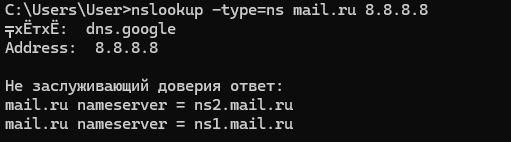 C:\Users\User>nslookup -type=ns mail.ru 8.8.8.8
╤хЁтхЁ:  dns.google
Address:  8.8.8.8

Не заслуживающий доверия ответ:
mail.ru nameserver = ns2.mail.ru
mail.ru nameserver = ns1.mail.ru